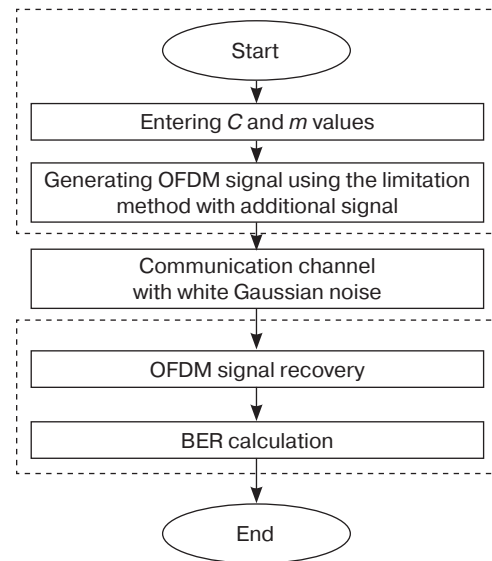 Start
Entering C and m values
Generating OFDM signal using the limitation
method with additional signal
Communication channel
with white Gaussian noise
OFDM signal recovery
BER calculation
End